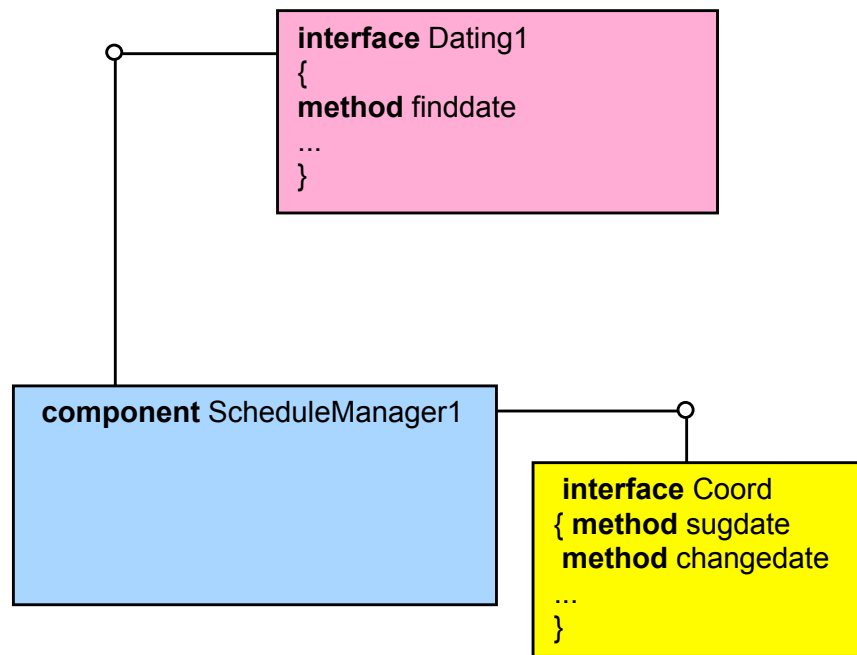 interface Dating1
{
method finddate
...
}
component ScheduleManager1
interface Coord
{ method sugdate
method changedate
...
}